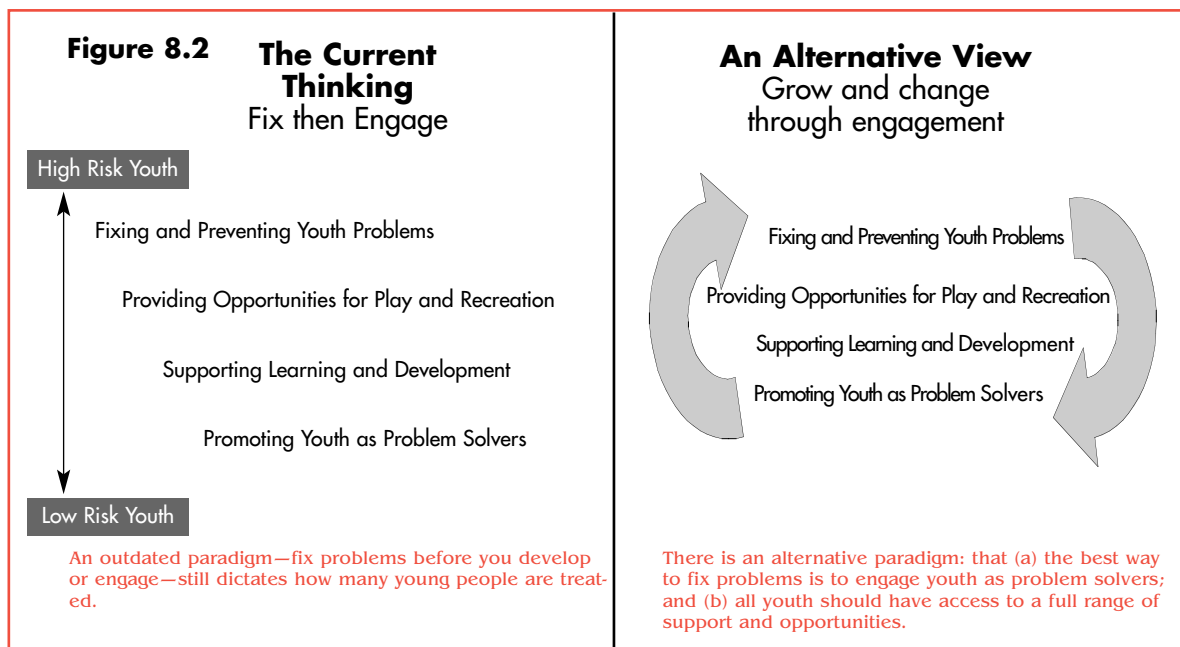 Figure 8.2
The Current
Thinking
Fix then Engage
High Risk Youth
Fixing and Preventing Youth Problems
Providing Opportunities for Play and Recreation
Supporting Learning and Development
Promoting Youth as Problem Solvers
Low Risk Youth
An outdated paradigm—fix problems before you develop
or engage—still dictates how many young people are treat-
ed.
An Alternative View
Grow and change
through engagement
Fixing and Preventing Youth Problems
Providing Opportunities for Play and Recreation
Supporting Learning and Development
Promoting Youth as Problem Solvers
There is an alternative paradigm: that (a) the best way
to fix problems is to engage youth as problem solvers;
and (b) all youth should have access to a full range of
support and opportunities.